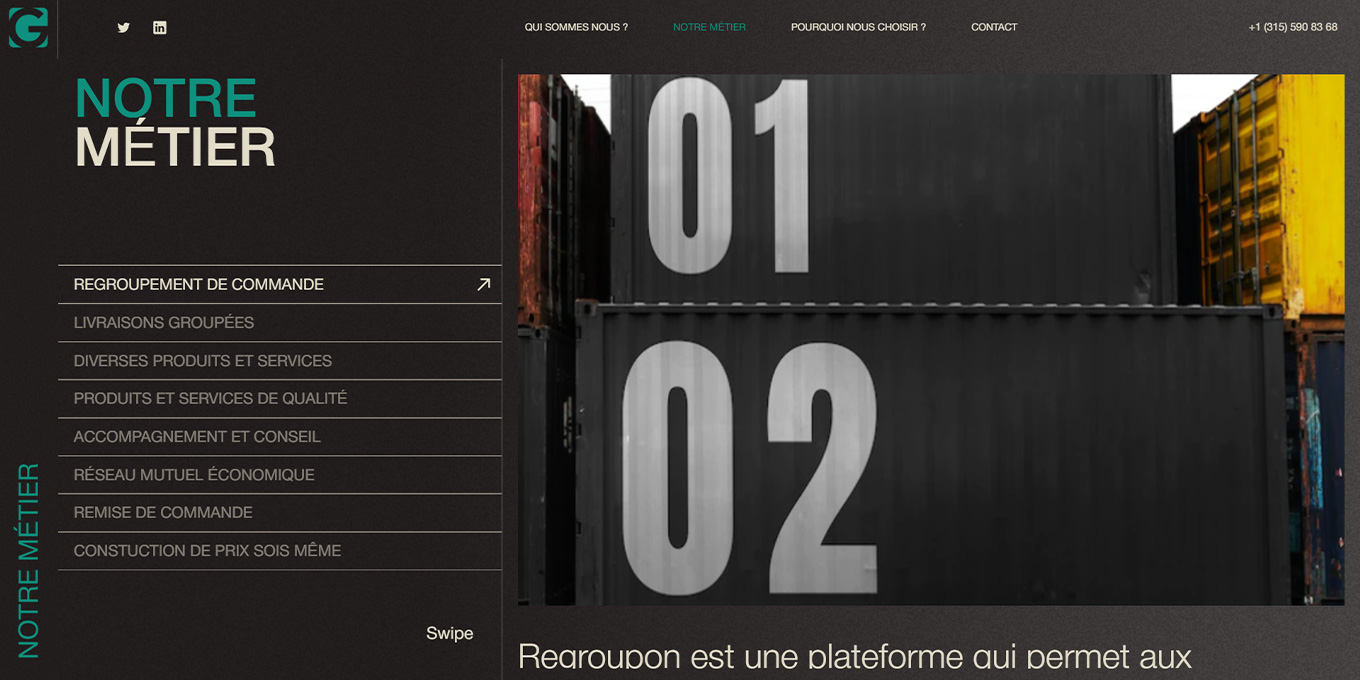 G
QUI SOMMES NOUS ?
NOTRE MÉTIER
POURQUOI NOUS CHOISIR ?
CONTACT
+1 (315) 590 83 68
NOTRE
MÉTIER
REGROUPEMENT DE COMMANDE
LIVRAISONS GROUPÉES
DIVERSES PRODUITS ET SERVICES
PRODUITS ET SERVICES DE QUALITÉ
ACCOMPAGNEMENT ET CONSEIL
RÉSEAU MUTUEL ÉCONOMIQUE
REMISE DE COMMANDE
CONSTUCTION DE PRIX SOIS MÊME
Swipe
NOTRE MÉTIER
01
02
Regroupon est une plateforme qui permet aux